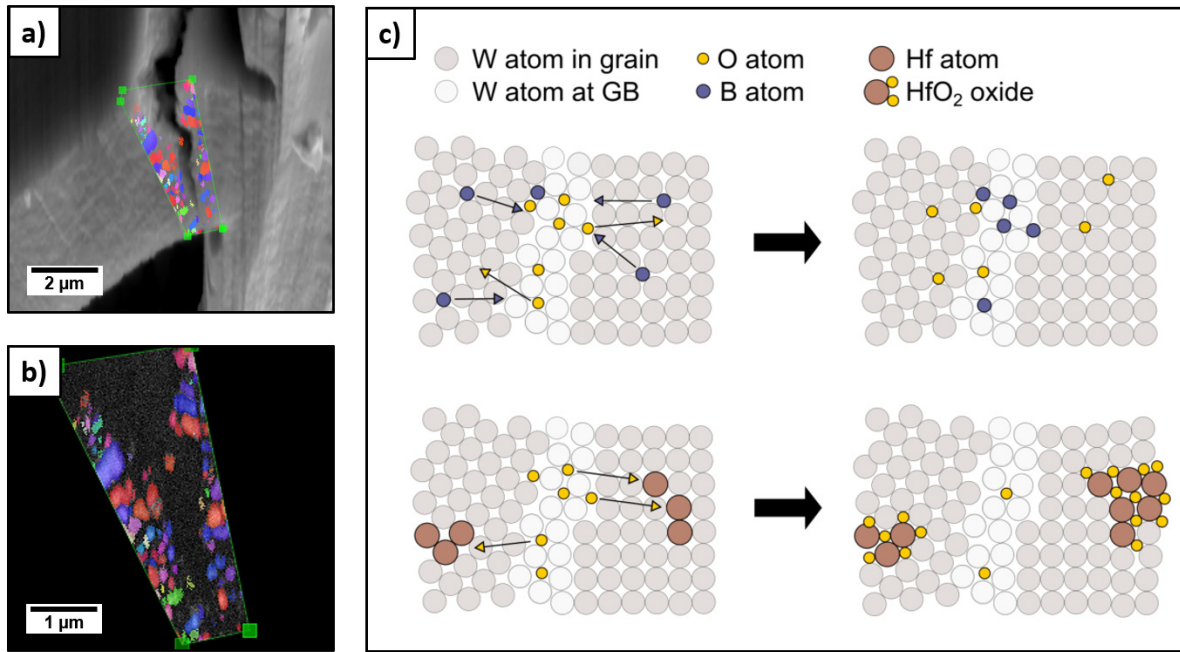 a)
2 µm
b)
1 µm
c)
W atom in grain
O atom
Hf atom
W atom at GB
B atom
HfO₂ oxide